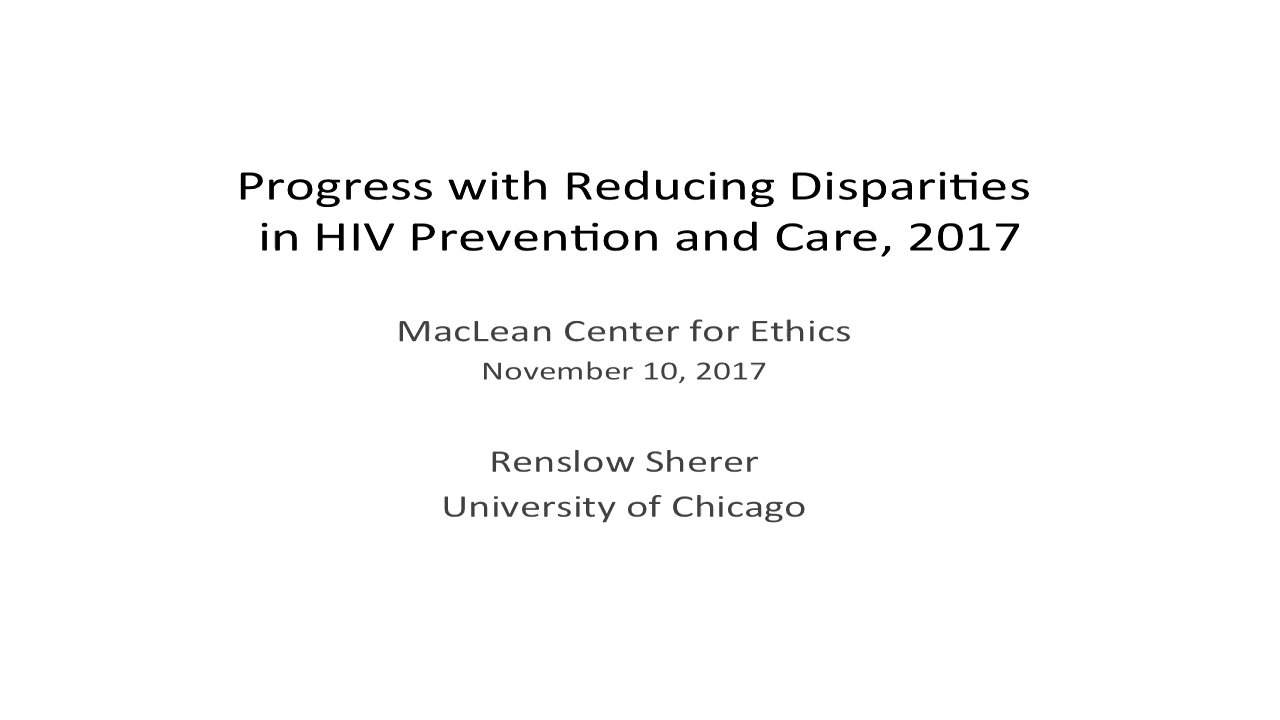 Progress with Reducing Disparities
in HIV Prevention and Care, 2017
MacLean Center for Ethics
November 10, 2017
Renslow Sherer
University of Chicago